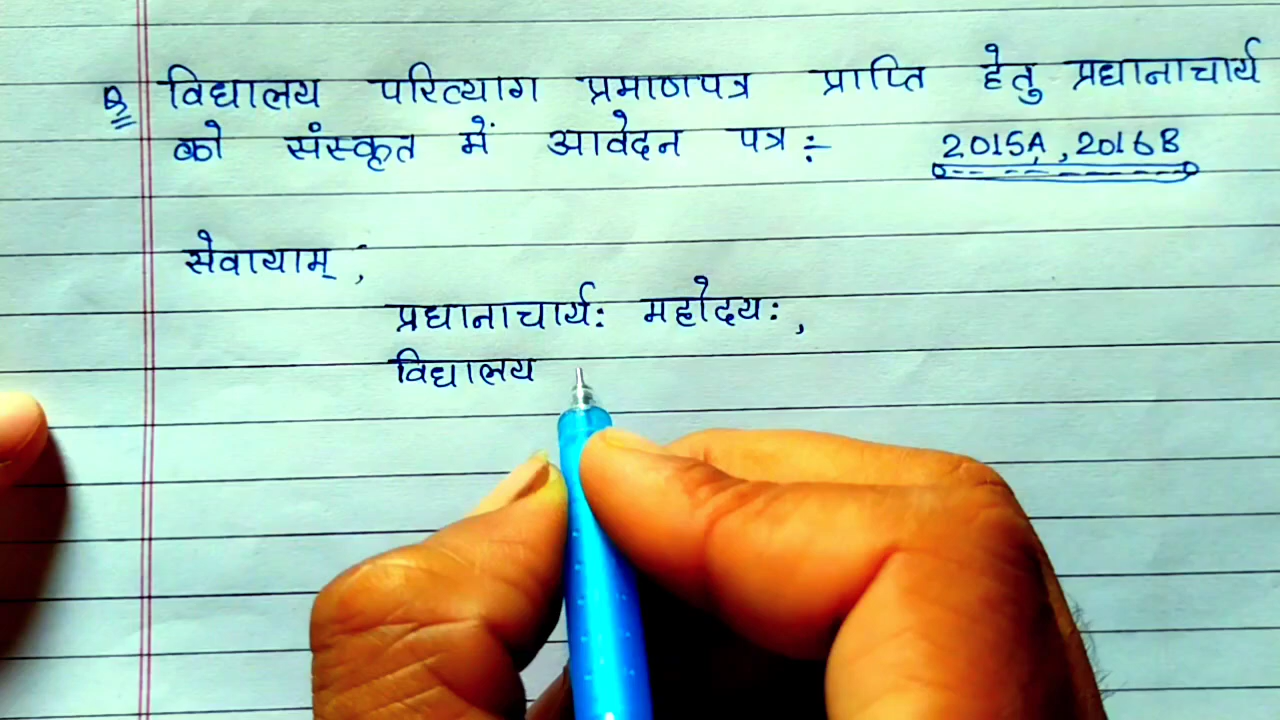 Q विद्यालय परित्याग प्रमाणपत्र प्राप्ति हेतु प्रधानाचार्य
को संस्कृत में आवेदन पत्र :-
2015A, 2016B
सेवायाम्,
प्रधानाचार्यः महोदयः,
विद्यालय